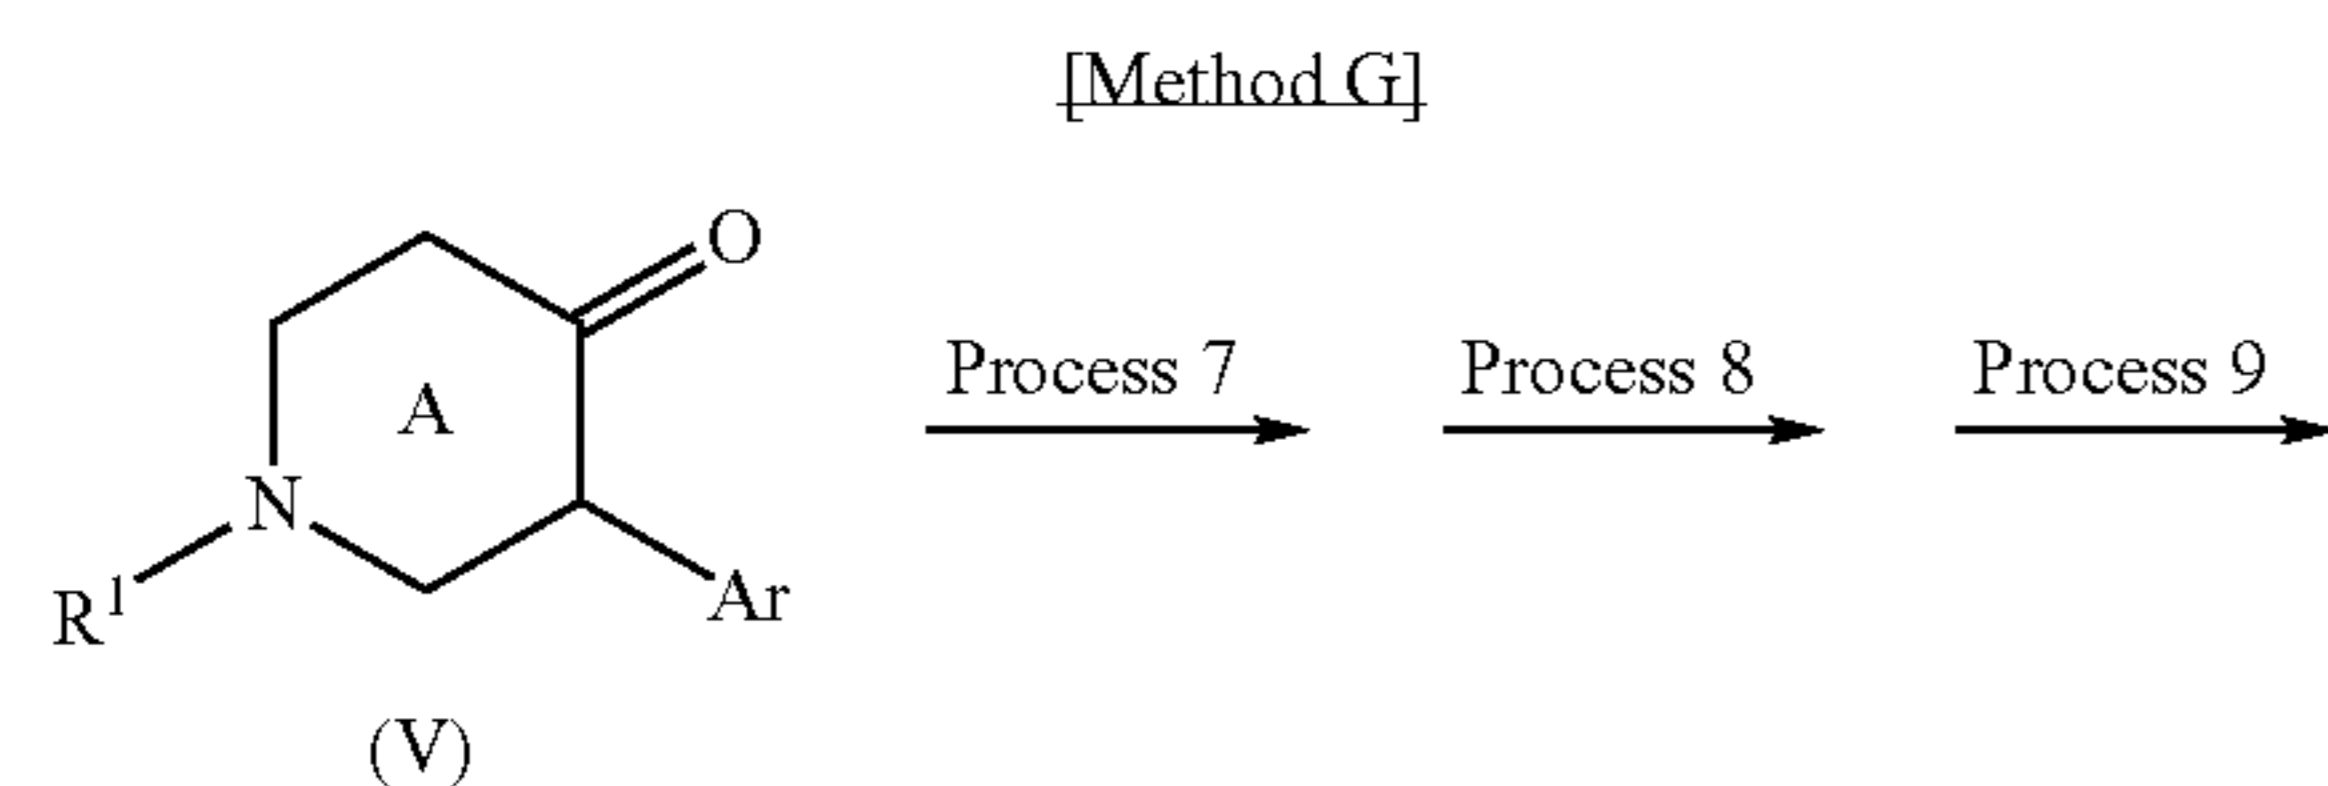 [Method G]
O
Process 7 Process 8 Process 9
A
N
R¹ Ar
(V)